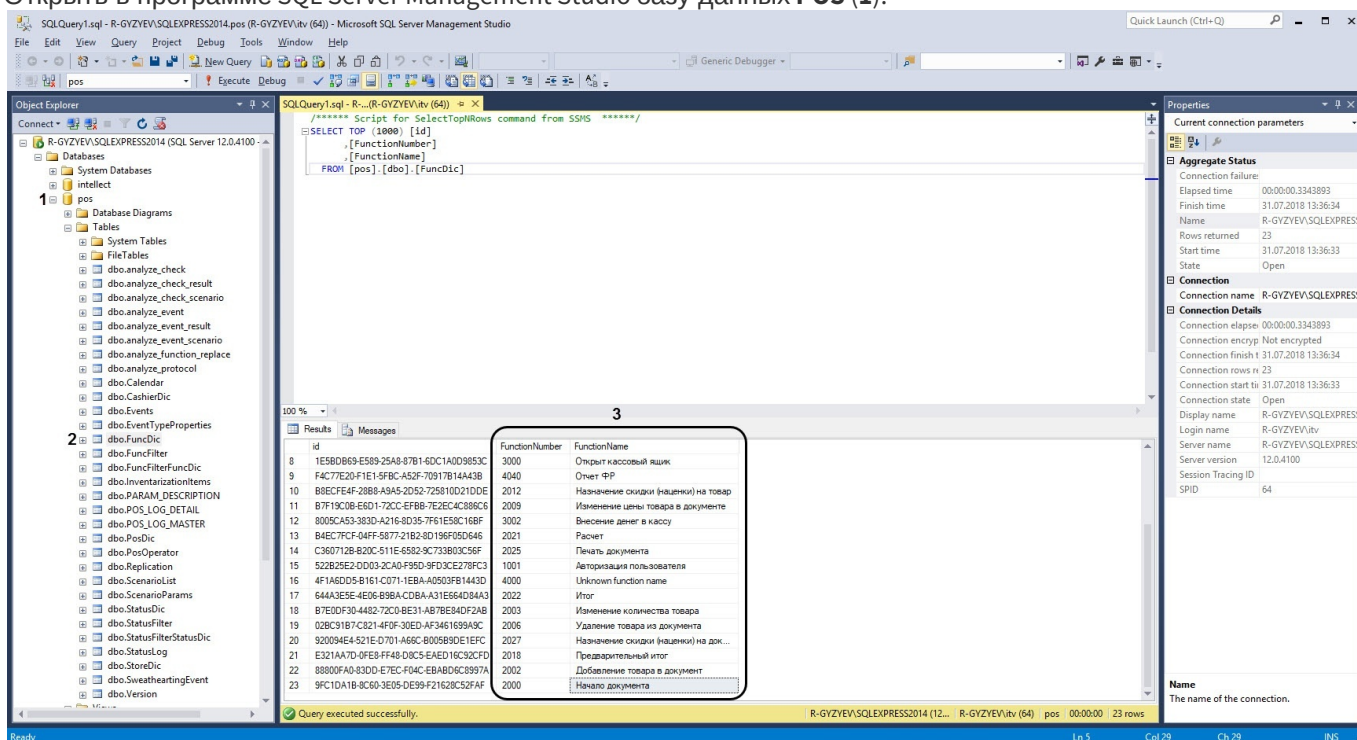 Открыть в программе SQL Server Management Studio базу данных POS (1).
SQLQuery1.sql - R-GYZYEV\SQLEXPRESS2014.pos (R-GYZYEV\itv (64)) - Microsoft SQL Server Management Studio
Quick Launch (Ctrl+Q)
File Edit View Query Project Debug Tools Window Help
New Query
Generic Debugger
pos
Execute Debug
Object Explorer
Connect
R-GYZYEV\SQLEXPRESS2014 (SQL Server 12.0.4100 -
Databases
System Databases
intellect
1 pos
Database Diagrams
Tables
System Tables
FileTables
dbo.analyze_check
dbo.analyze_check_result
dbo.analyze_check_scenario
dbo.analyze_event
dbo.analyze_event_result
dbo.analyze_event_scenario
dbo.analyze_function_replace
dbo.analyze_protocol
dbo.Calendar
dbo.CashierDic
dbo.Events
dbo.EventTypeProperties
2 dbo.FuncDic
dbo.FuncFilter
dbo.FuncFilterFuncDic
dbo.InventarizationItems
dbo.PARAM_DESCRIPTION
dbo.POS_LOG_DETAIL
dbo.POS_LOG_MASTER
dbo.PosDic
dbo.PosOperator
dbo.Replication
dbo.ScenarioList
dbo.ScenarioParams
dbo.StatusDic
dbo.StatusFilter
dbo.StatusFilterStatusDic
dbo.StatusLog
dbo.StoreDic
dbo.SweatheartingEvent
dbo.Version
SQLQuery1.sql - R-...(R-GYZYEV\itv (64))
/****** Script for SelectTopNRows command from SSMS ******/
SELECT TOP (1000) [id]
,[FunctionNumber]
,[FunctionName]
FROM [pos].[dbo].[FuncDic]
100 %
3
Results Messages
id FunctionNumber FunctionName
8 1E5BDB69-E589-25A8-87B1-6DC1A0D9853C 3000 Открыт кассовый ящик
9 F4C77E20-F1E1-5FBC-A52F-70917B14A43B 4040 Отчет ФР
10 B8ECFE4F-28B8-A9A5-2D52-725810D21DDE 2012 Назначение скидки (наценки) на товар
11 B7F19C0B-E6D1-72CC-EFBB-7E2EC4C886C6 2009 Изменение цены товара в документе
12 8005CA53-383D-A216-8D35-7F61E58C16BF 3002 Внесение денег в кассу
13 B4EC7FCF-04FF-5877-21B2-8D196F05D646 2021 Расчет
14 C360712B-B20C-511E-6582-9C733B03C56F 2025 Печать документа
15 522B25E2-DD03-2CA0-F95D-9FD3CE278FC3 1001 Авторизация пользователя
16 4F1A6DD5-B161-C071-1EBA-A0503FB1443D 4000 Unknown function name
17 644A3E5E-4E06-B9BA-CDBA-A31E664D84A3 2022 Итог
18 B7E0DF30-4482-72C0-BE31-AB7BE84DF2AB 2003 Изменение количества товара
19 02BC91B7-C821-4F0F-30ED-AF3461699A9C 2006 Удаление товара из документа
20 920094E4-521E-D701-A66C-B005B9DE1EFC 2027 Назначение скидки (наценки) на док...
21 E321AA7D-0FE8-FF48-D8C5-EAED16C92CFD 2018 Предварительный итог
22 88800FA0-83DD-E7EC-F04C-EBABD6C8997A 2002 Добавление товара в документ
23 9FC1DA1B-8C60-3E05-DE99-F21628C52FAF 2000 Начало документа
Query executed successfully.
R-GYZYEV\SQLEXPRESS2014 (12... R-GYZYEV\itv (64) pos 00:00:00 23 rows
Properties
Current connection parameters
Aggregate Status
Connection failure
Elapsed time 00:00:00.3343893
Finish time 31.07.2018 13:36:34
Name R-GYZYEV\SQLEXPRES
Rows returned 23
Start time 31.07.2018 13:36:33
State Open
Connection
Connection name R-GYZYEV\SQLEXPRES
Connection Details
Connection elapse 00:00:00.3343893
Connection encryp Not encrypted
Connection finish t 31.07.2018 13:36:34
Connection rows r 23
Connection start ti 31.07.2018 13:36:33
Connection state Open
Display name R-GYZYEV\SQLEXPRES
Login name R-GYZYEV\itv
Server name R-GYZYEV\SQLEXPRES
Server version 12.0.4100
Session Tracing ID
SPID 64
Name
The name of the connection.
Ready Ln 5 Col 29 Ch 29 INS